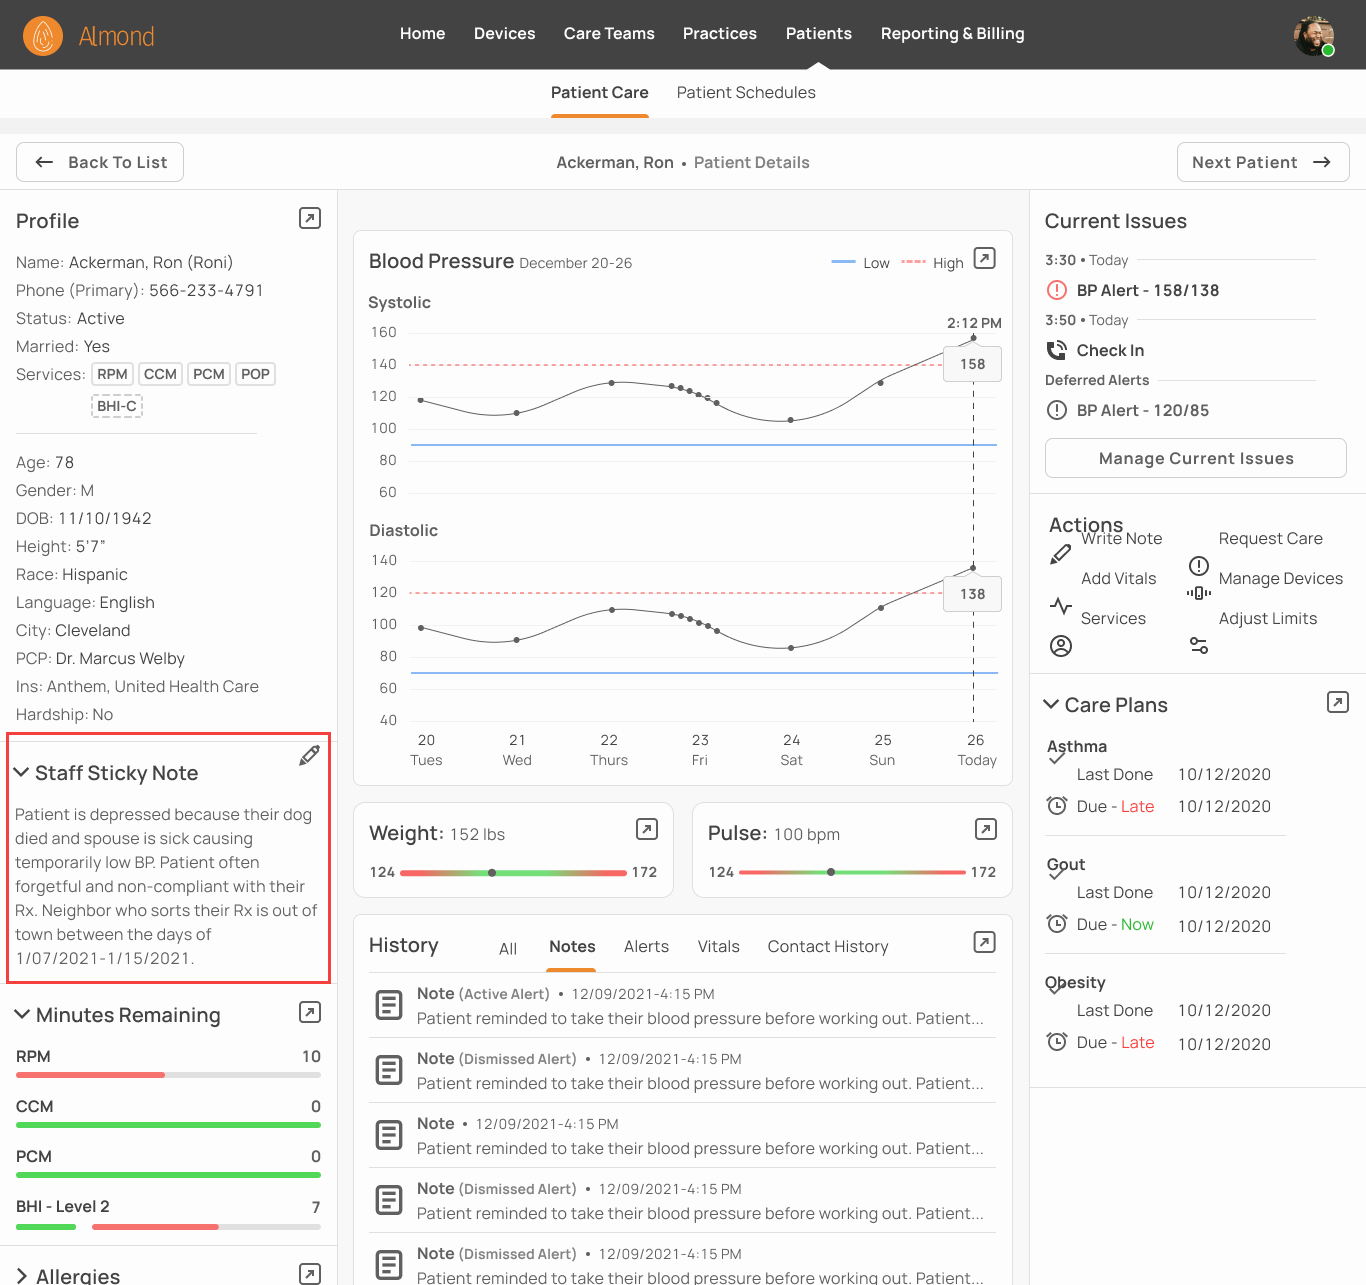 Almond
Home Devices Care Teams Practices Patients Reporting & Billing
Patient Care Patient Schedules
Back To List
Ackerman, Ron • Patient Details
Next Patient
Profile
Name: Ackerman, Ron (Roni)
Phone (Primary): 566-233-4791
Status: Active
Married: Yes
Services: RPM CCM PCM POP
BHI-C
Age: 78
Gender: M
DOB: 11/10/1942
Height: 5’7”
Race: Hispanic
Language: English
City: Cleveland
PCP: Dr. Marcus Welby
Ins: Anthem, United Health Care
Hardship: No
Staff Sticky Note
Patient is depressed because their dog
died and spouse is sick causing
temporarily low BP. Patient often
forgetful and non-compliant with their
Rx. Neighbor who sorts their Rx is out of
town between the days of
1/07/2021-1/15/2021.
Minutes Remaining
RPM 10
CCM 0
PCM 0
BHI - Level 2 7
Allergies
Blood Pressure December 20-26
Low High
Systolic
2:12 PM
160
140
120
100
80
60
158
Diastolic
140
120
100
80
60
40
138
20 21 22 23 24 25 26
Tues Wed Thurs Fri Sat Sun Today
Weight: 152 lbs
124 172
Pulse: 100 bpm
124 172
History All Notes Alerts Vitals Contact History
Note (Active Alert) • 12/09/2021-4:15 PM
Patient reminded to take their blood pressure before working out. Patient...
Note (Dismissed Alert) • 12/09/2021-4:15 PM
Patient reminded to take their blood pressure before working out. Patient...
Note • 12/09/2021-4:15 PM
Patient reminded to take their blood pressure before working out. Patient...
Note (Dismissed Alert) • 12/09/2021-4:15 PM
Patient reminded to take their blood pressure before working out. Patient...
Note (Dismissed Alert) • 12/09/2021-4:15 PM
Patient reminded to take their blood pressure before working out. Patient...
Current Issues
3:30 • Today
BP Alert - 158/138
3:50 • Today
Check In
Deferred Alerts
BP Alert - 120/85
Manage Current Issues
Actions
Write Note Request Care
Add Vitals Manage Devices
Services Adjust Limits
Care Plans
Asthma
Last Done 10/12/2020
Due - Late 10/12/2020
Gout
Last Done 10/12/2020
Due - Now 10/12/2020
Obesity
Last Done 10/12/2020
Due - Late 10/12/2020